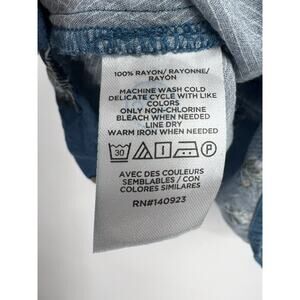 100% RAYON/ RAYONNE/
RAYON
MACHINE WASH COLD
DELICATE CYCLE WITH LIKE
COLORS
ONLY NON-CHLORINE
BLEACH WHEN NEEDED
LINE DRY
WARM IRON WHEN NEEDED
30 P
AVEC DES COULEURS
SEMBLABLES / CON
COLORES SIMILARES
RN#140923